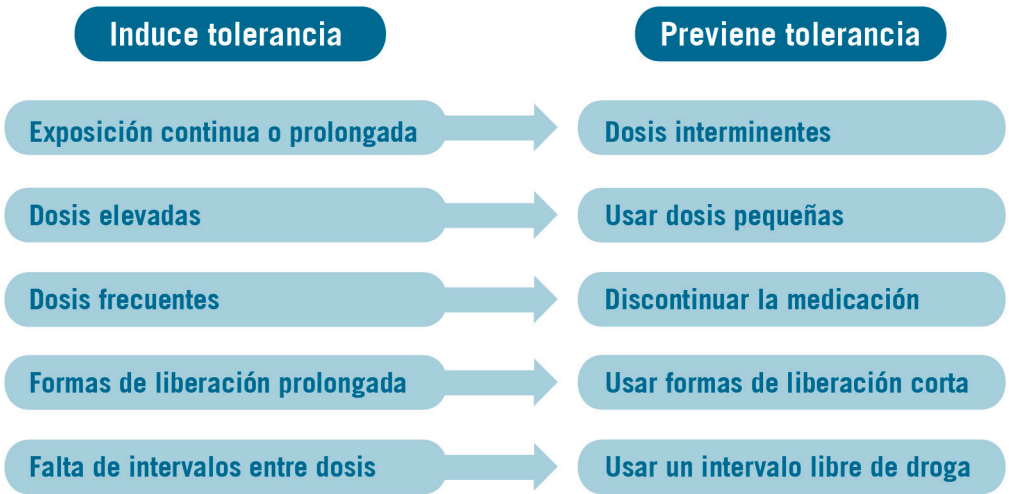 Induce tolerancia
Previene tolerancia
Exposición continua o prolongada
Dosis interminentes
Dosis elevadas
Usar dosis pequeñas
Dosis frecuentes
Discontinuar la medicación
Formas de liberación prolongada
Usar formas de liberación corta
Falta de intervalos entre dosis
Usar un intervalo libre de droga